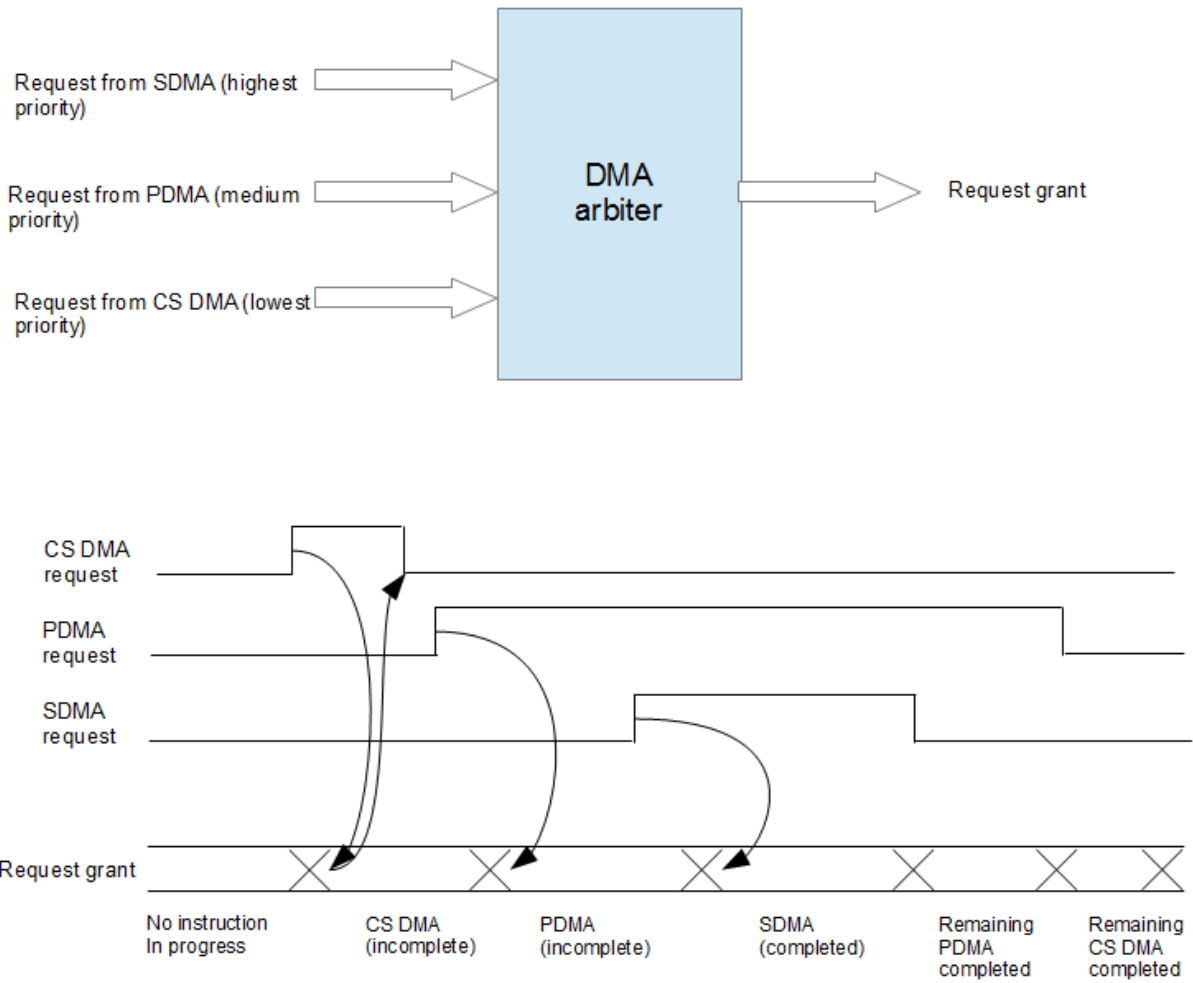 Request from SDMA (highest
priority)
Request from PDMA (medium
priority)
Request from CS DMA (lowest
priority)
DMA
arbiter
Request grant
CS DMA
request
PDMA
request
SDMA
request
Request grant
No instruction
In progress
CS DMA
(incomplete)
PDMA
(incomplete)
SDMA
(completed)
Remaining
PDMA
completed
Remaining
CS DMA
completed